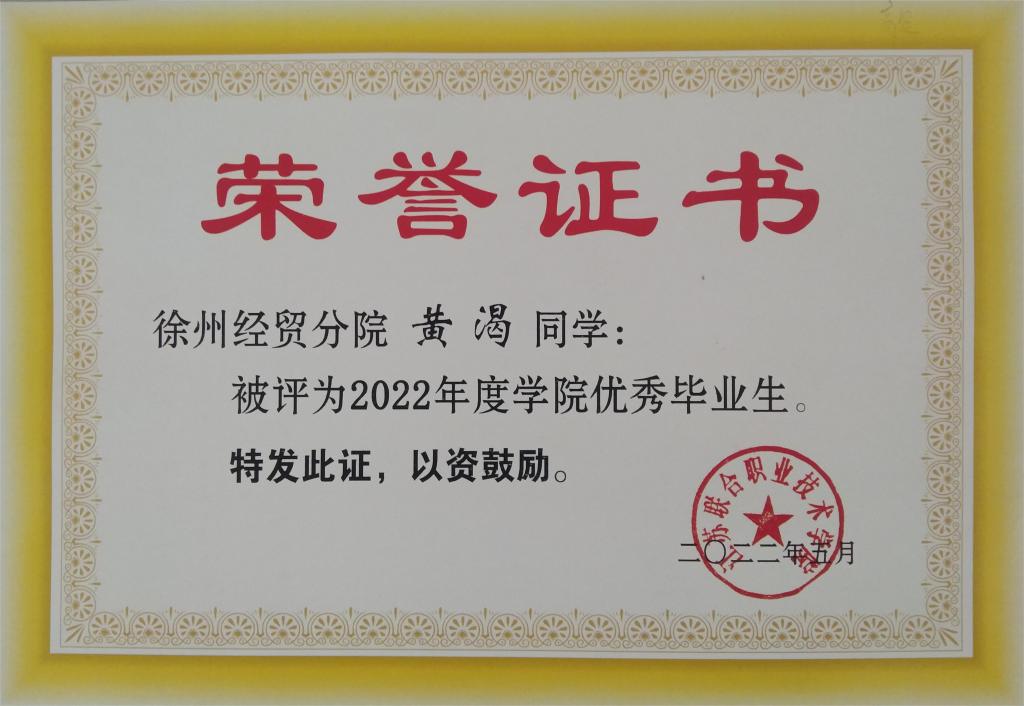 荣誉证书
徐州经贸分院 黄渴 同学：
被评为2022年度学院优秀毕业生。
特发此证，以资鼓励。
江苏联合职业技术学院
二〇二二年五月